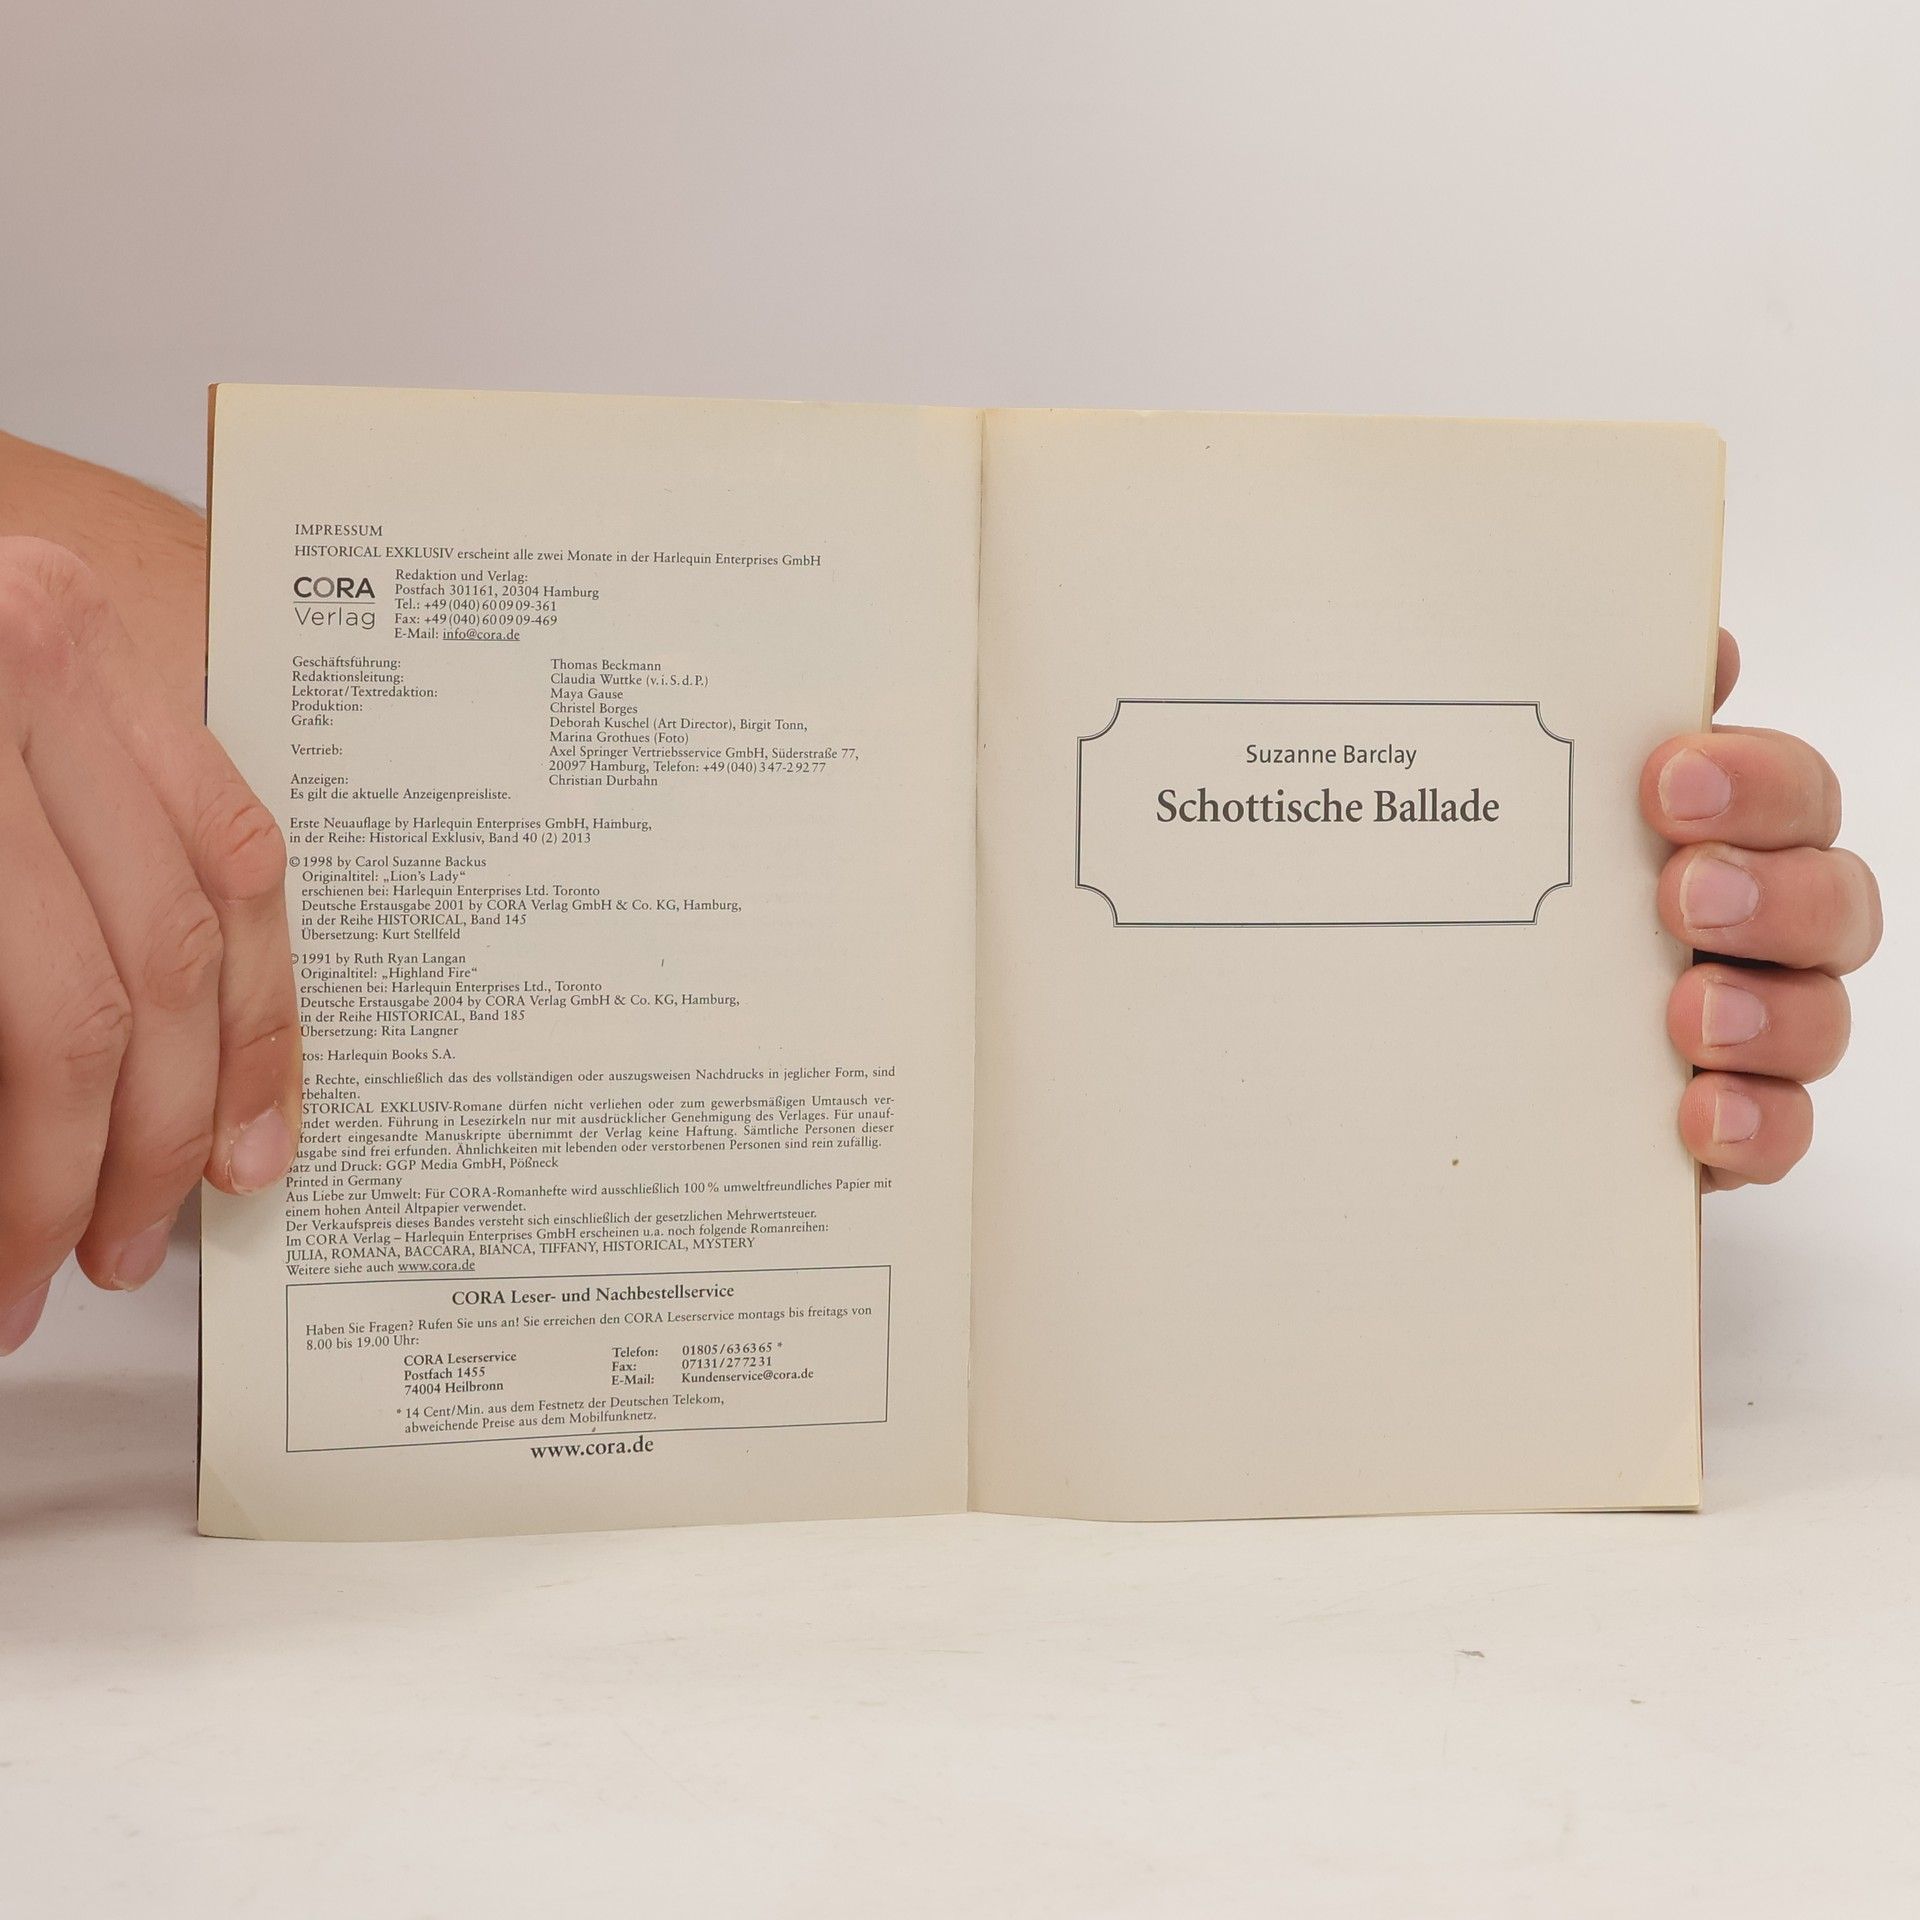 IMPRESSUM
HISTORICAL EXKLUSIV erscheint alle zwei Monate in der Harlequin Enterprises GmbH
CORA
Verlag
Redaktion und Verlag:
Postfach 301161, 20304 Hamburg
Tel.: +49(040)600909-361
Fax: +49(040)600909-469
E-Mail: info@cora.de
Geschäftsführung: Thomas Beckmann
Redaktionsleitung: Claudia Wuttke (v.i.S.d.P.)
Lektorat/Textredaktion: Maya Gause
Produktion: Christel Borges
Grafik: Deborah Kuschel (Art Director), Birgit Tonn,
Marina Grothues (Foto)
Vertrieb: Axel Springer Vertriebsservice GmbH, Süderstraße 77,
20097 Hamburg, Telefon: +49(040)347-29277
Anzeigen: Christian Durbahn
Es gilt die aktuelle Anzeigenpreisliste.
Erste Neuauflage by Harlequin Enterprises GmbH, Hamburg,
in der Reihe: Historical Exklusiv, Band 40 (2) 2013
© 1998 by Carol Suzanne Backus
Originaltitel: „Lion's Lady“
erschienen bei: Harlequin Enterprises Ltd. Toronto
Deutsche Erstausgabe 2001 by CORA Verlag GmbH & Co. KG, Hamburg,
in der Reihe HISTORICAL, Band 145
Übersetzung: Kurt Stellfeld
© 1991 by Ruth Ryan Langan
Originaltitel: „Highland Fire“
erschienen bei: Harlequin Enterprises Ltd., Toronto
Deutsche Erstausgabe 2004 by CORA Verlag GmbH & Co. KG, Hamburg,
in der Reihe HISTORICAL, Band 185
Übersetzung: Rita Langner
tos: Harlequin Books S.A.
e Rechte, einschließlich das des vollständigen oder auszugsweisen Nachdrucks in jeglicher Form, sind
rbehalten.
STORICAL EXKLUSIV-Romane dürfen nicht verliehen oder zum gewerbsmäßigen Umtausch ver-
ndet werden. Führung in Lesezirkeln nur mit ausdrücklicher Genehmigung des Verlages. Für unauf-
fordert eingesandte Manuskripte übernimmt der Verlag keine Haftung. Sämtliche Personen dieser
usgabe sind frei erfunden. Ähnlichkeiten mit lebenden oder verstorbenen Personen sind rein zufällig.
atz und Druck: GGP Media GmbH, Pößneck
Printed in Germany
Aus Liebe zur Umwelt: Für CORA-Romanhefte wird ausschließlich 100 % umweltfreundliches Papier mit
einem hohen Anteil Altpapier verwendet.
Der Verkaufspreis dieses Bandes versteht sich einschließlich der gesetzlichen Mehrwertsteuer.
Im CORA Verlag – Harlequin Enterprises GmbH erscheinen u.a. noch folgende Romanreihen:
JULIA, ROMANA, BACCARA, BIANCA, TIFFANY, HISTORICAL, MYSTERY
Weitere siehe auch www.cora.de
CORA Leser- und Nachbestellservice
Haben Sie Fragen? Rufen Sie uns an! Sie erreichen den CORA Leserservice montags bis freitags von
8.00 bis 19.00 Uhr:
CORA Leserservice
Postfach 1455
74004 Heilbronn
Telefon: 01805/636365 *
Fax: 07131/277231
E-Mail: Kundenservice@cora.de
* 14 Cent/Min. aus dem Festnetz der Deutschen Telekom,
abweichende Preise aus dem Mobilfunknetz.
www.cora.de
Suzanne Barclay
Schottische Ballade